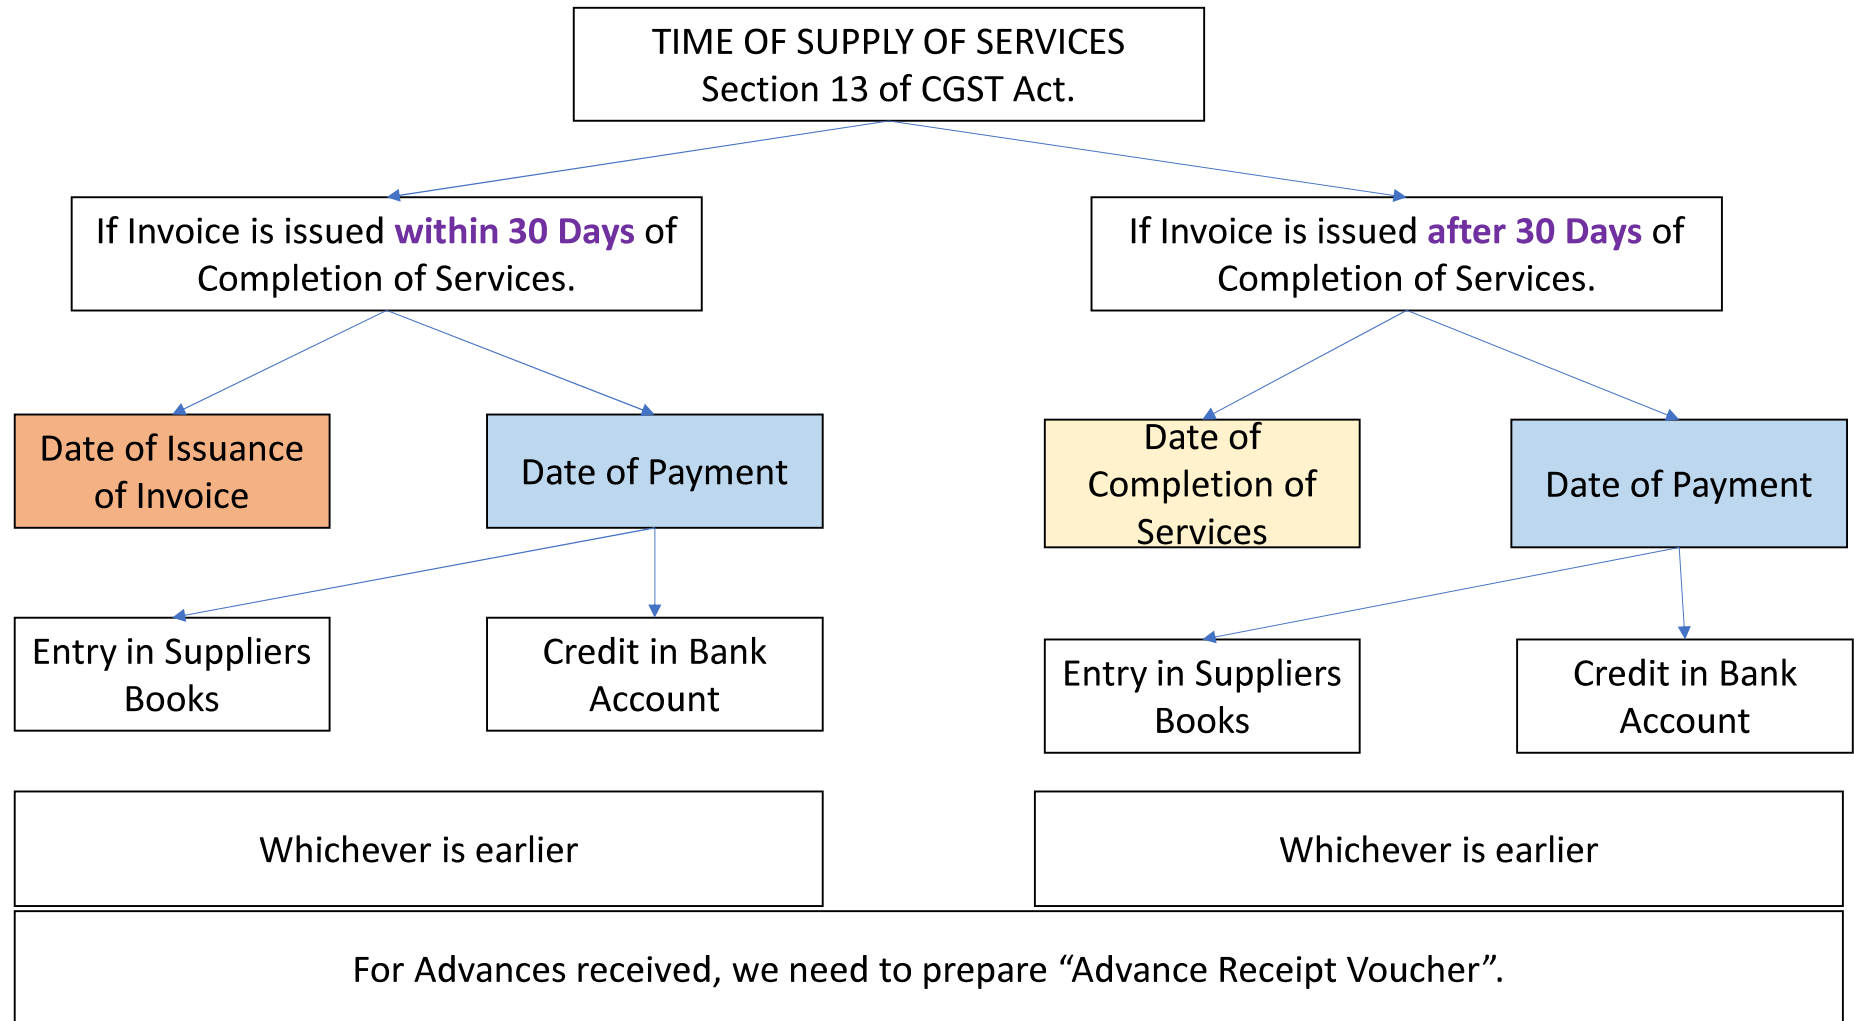 TIME OF SUPPLY OF SERVICES
Section 13 of CGST Act.
If Invoice is issued within 30 Days of
Completion of Services.
If Invoice is issued after 30 Days of
Completion of Services.
Date of Issuance
of Invoice
Date of Payment
Date of
Completion of
Services
Date of Payment
Entry in Suppliers
Books
Credit in Bank
Account
Entry in Suppliers
Books
Credit in Bank
Account
Whichever is earlier
Whichever is earlier
For Advances received, we need to prepare “Advance Receipt Voucher”.